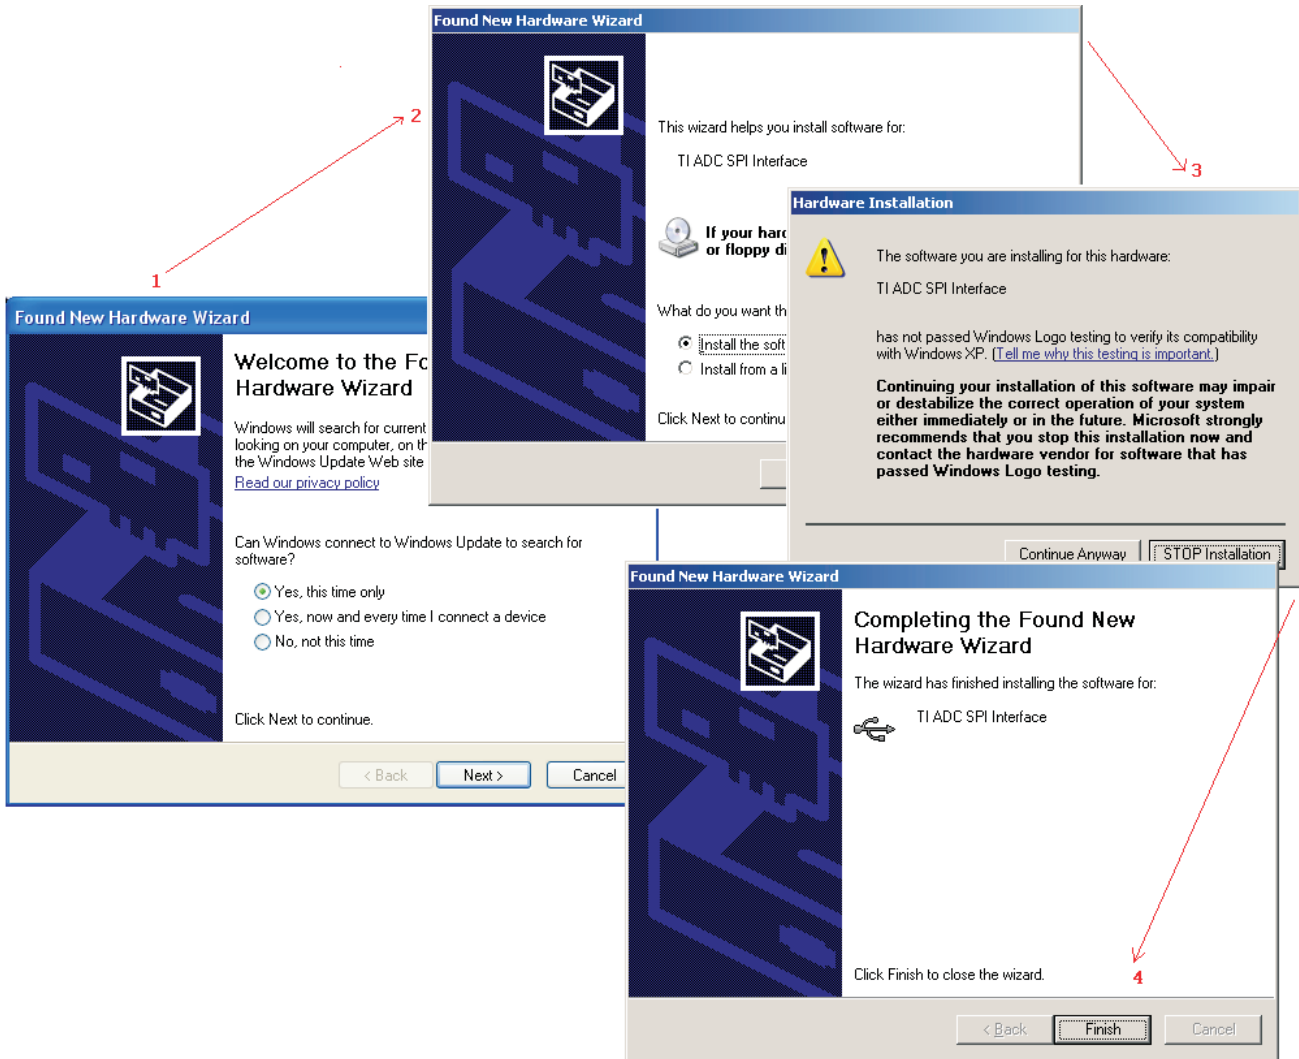 1
Found New Hardware Wizard
Welcome to the Fo
Hardware Wizard
Windows will search for current
looking on your computer, on th
the Windows Update Web site
Read our privacy policy
Can Windows connect to Windows Update to search for
software?
Yes, this time only
Yes, now and every time I connect a device
No, not this time
Click Next to continue.
< Back
Next >
Cancel
2
Found New Hardware Wizard
This wizard helps you install software for:
TI ADC SPI Interface
If your hard
or floppy di
What do you want th
Install the soft
Install from a li
Click Next to continu
3
Hardware Installation
The software you are installing for this hardware:
TI ADC SPI Interface
has not passed Windows Logo testing to verify its compatibility
with Windows XP. (Tell me why this testing is important.)
Continuing your installation of this software may impair
or destabilize the correct operation of your system
either immediately or in the future. Microsoft strongly
recommends that you stop this installation now and
contact the hardware vendor for software that has
passed Windows Logo testing.
Continue Anyway
STOP Installation
Found New Hardware Wizard
Completing the Found New
Hardware Wizard
The wizard has finished installing the software for:
TI ADC SPI Interface
Click Finish to close the wizard.
4
< Back
Finish
Cancel